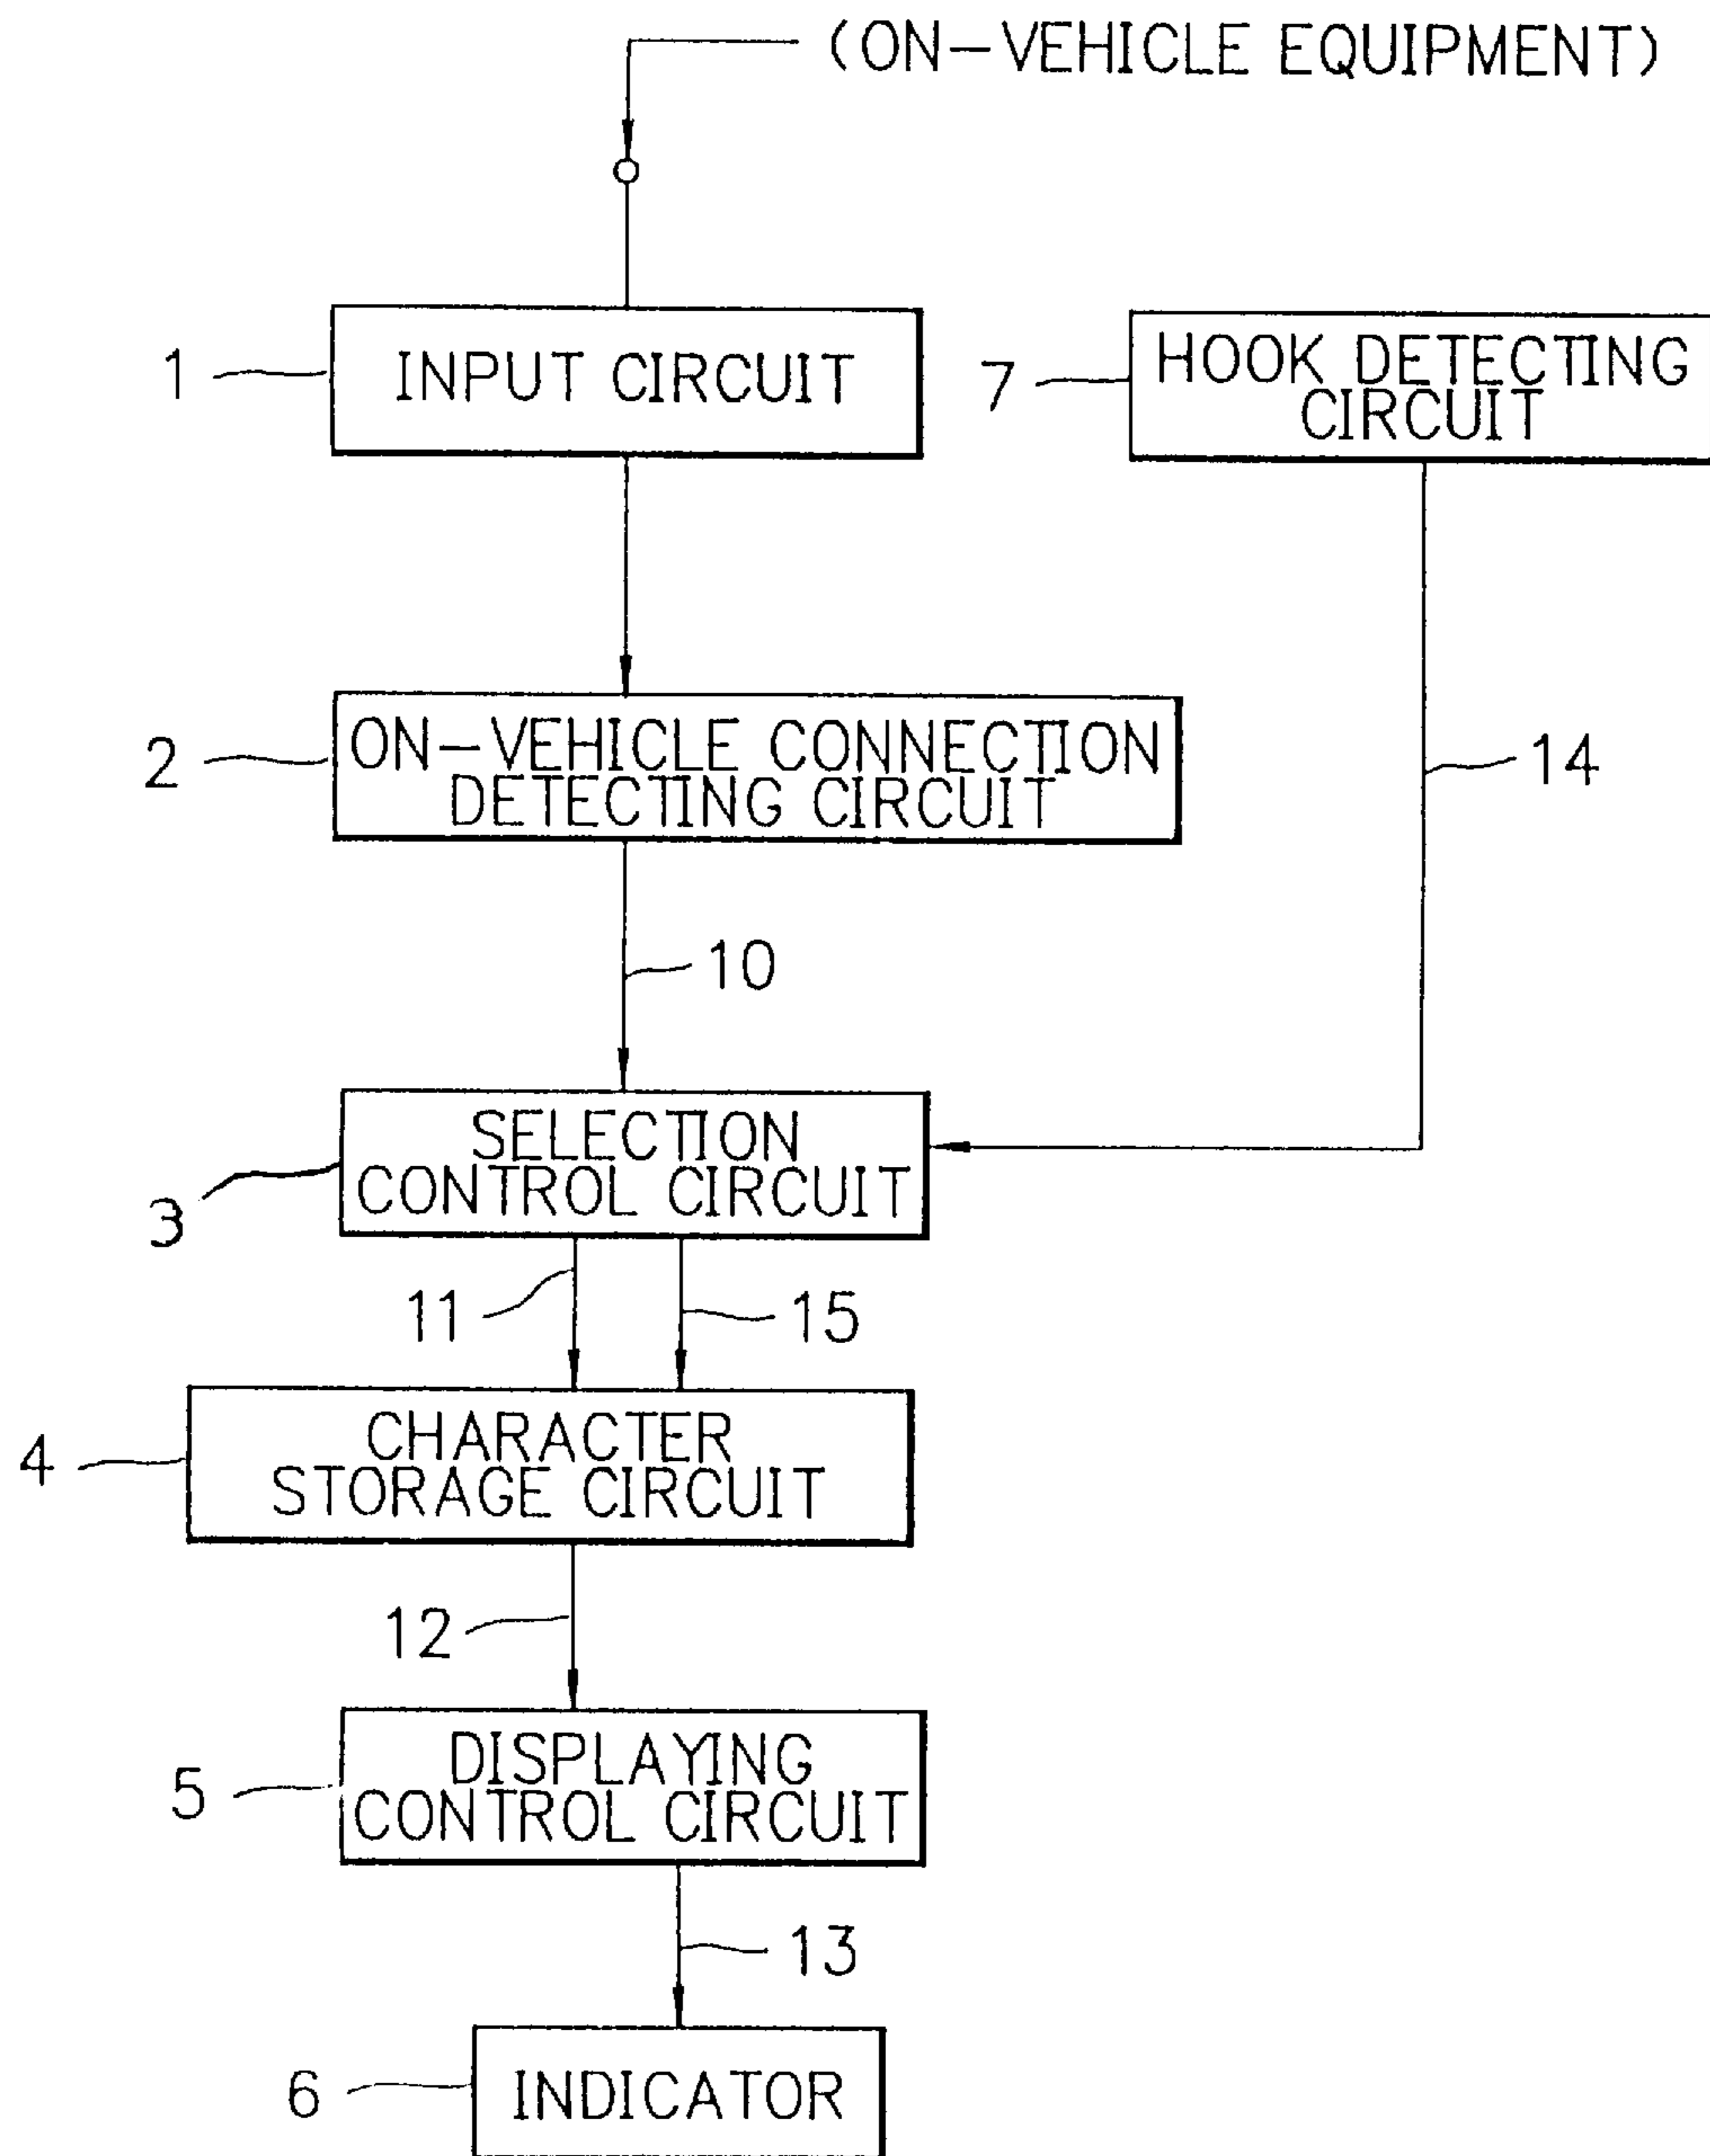 (ON-VEHICLE EQUIPMENT)
1
INPUT CIRCUIT
7
HOOK DETECTING
CIRCUIT
2
ON-VEHICLE CONNECTION
DETECTING CIRCUIT
14
10
3
SELECTION
CONTROL CIRCUIT
11
15
4
CHARACTER
STORAGE CIRCUIT
12
5
DISPLAYING
CONTROL CIRCUIT
13
6
INDICATOR